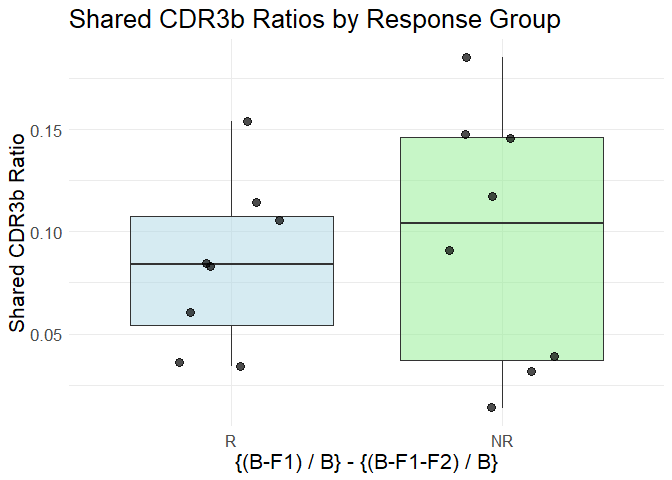 Shared CDR3b Ratios by Response Group
Shared CDR3b Ratio
0.15
0.10
0.05
R
NR
{(B-F1) / B} - {(B-F1-F2) / B}